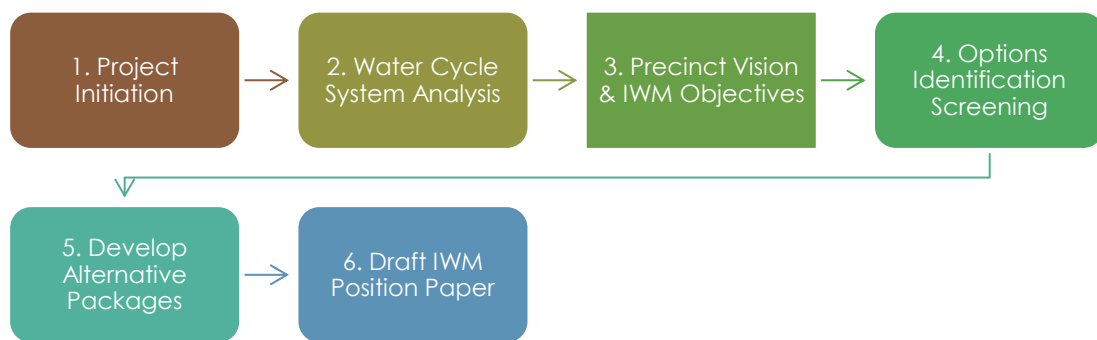 1. Project
Initiation
2. Water Cycle
System Analysis
3. Precinct Vision
& IWM Objectives
4. Options
Identification
Screening
5. Develop
Alternative
Packages
6. Draft IWM
Position Paper